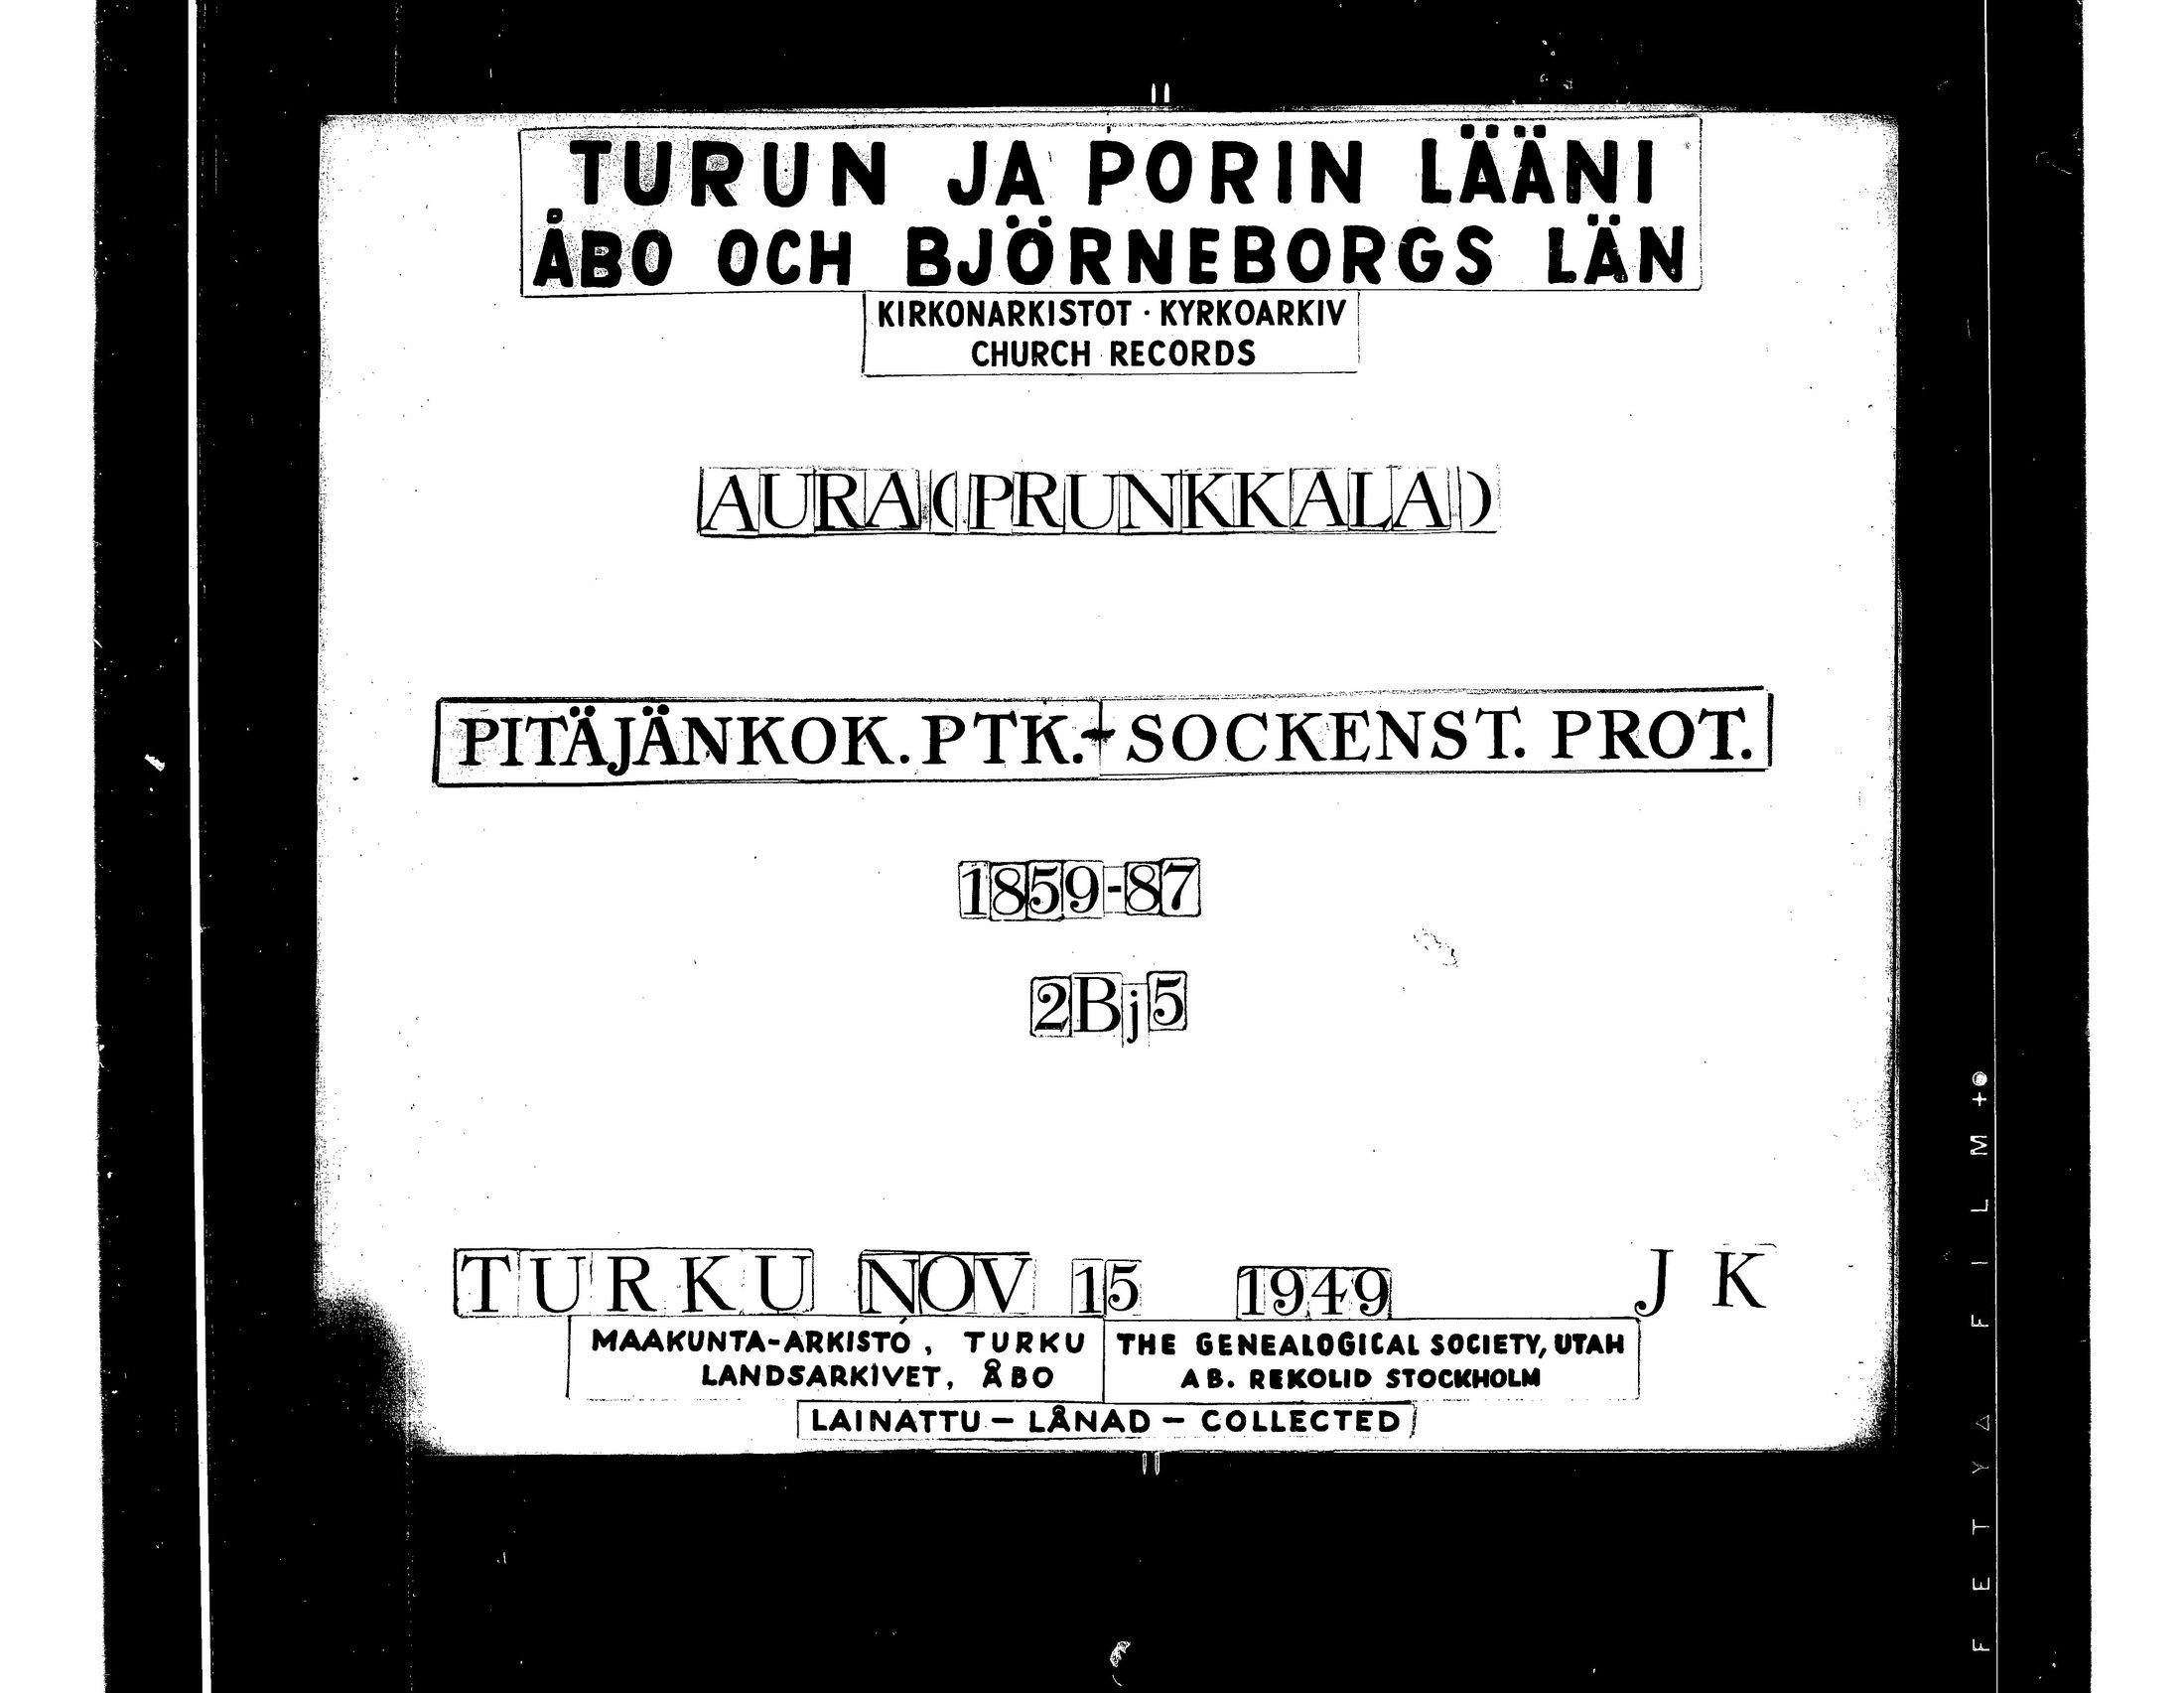 TURUN JA PORIN LÄÄNI
ÅBO OCH BJÖRNEBORGS LÄN
KIRKONARKISTOT · KYRKOARKIV
CHURCH RECORDS
AURA(PRUNKKALA)
PITÄJÄNKOK. PTK.-SOCKENST. PROT.
1859-87
2Bj5
TURKU NOV 15 1949 J K
MAAKUNTA-ARKISTO, TURKU
LANDSARKIVET, ÅBO
THE GENEALOGICAL SOCIETY, UTAH
AB. REKOLID STOCKHOLM
LAINATTU — LÅNAD — COLLECTED
FETY FILM